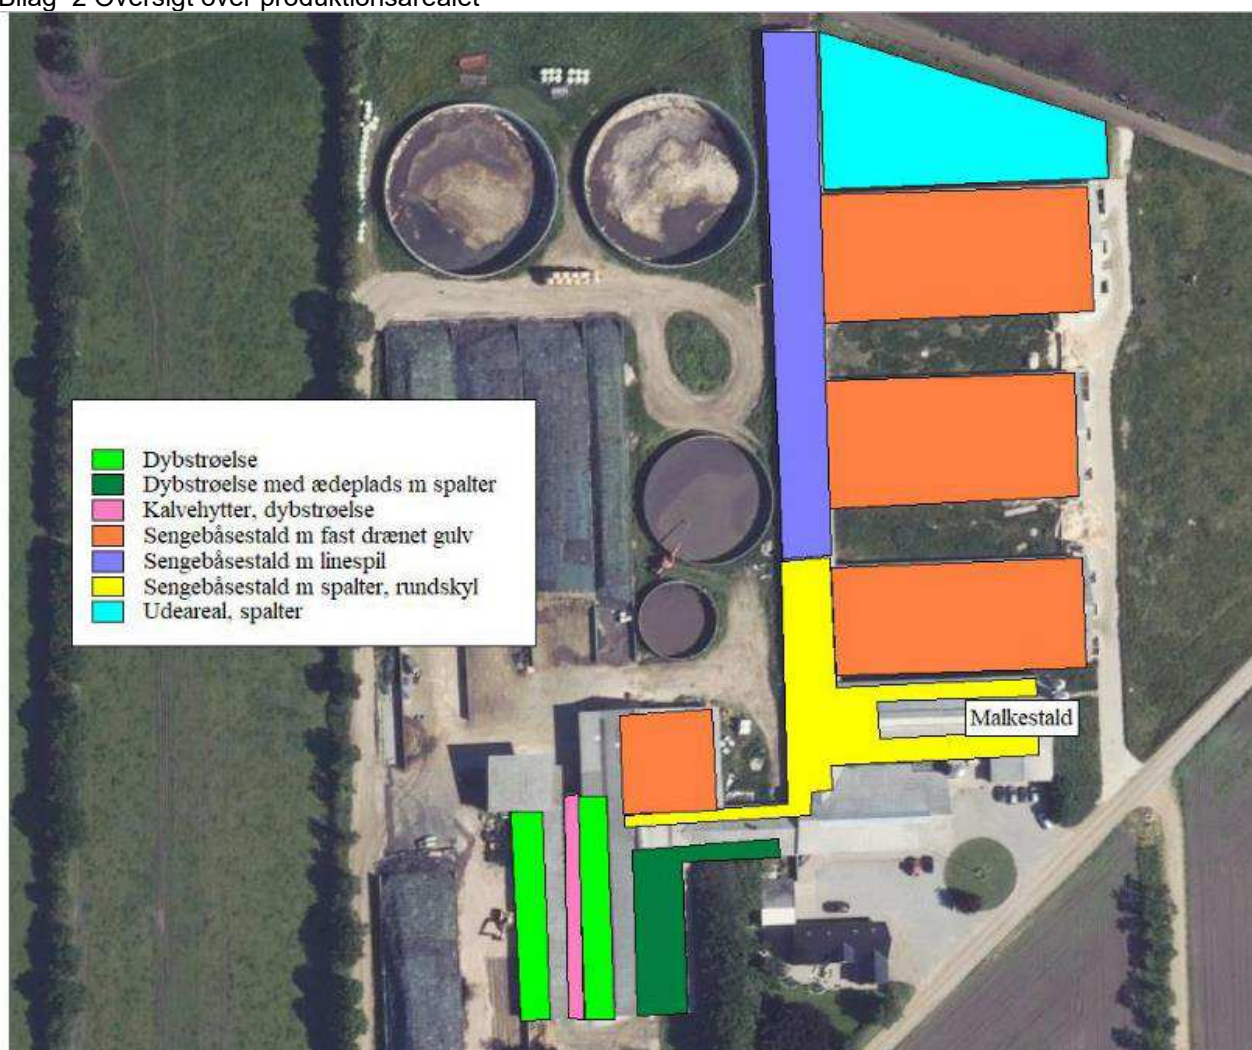 Bilag 2 Oversigt over produktionsarealet
Dybstrøelse
Dybstrøelse med ædeplads m spalter
Kalvehytter, dybstrøelse
Sengebåsestald m fast drænet gulv
Sengebåsestald m linespil
Sengebåsestald m spalter, rundskyl
Udeareal, spalter
Malkestald